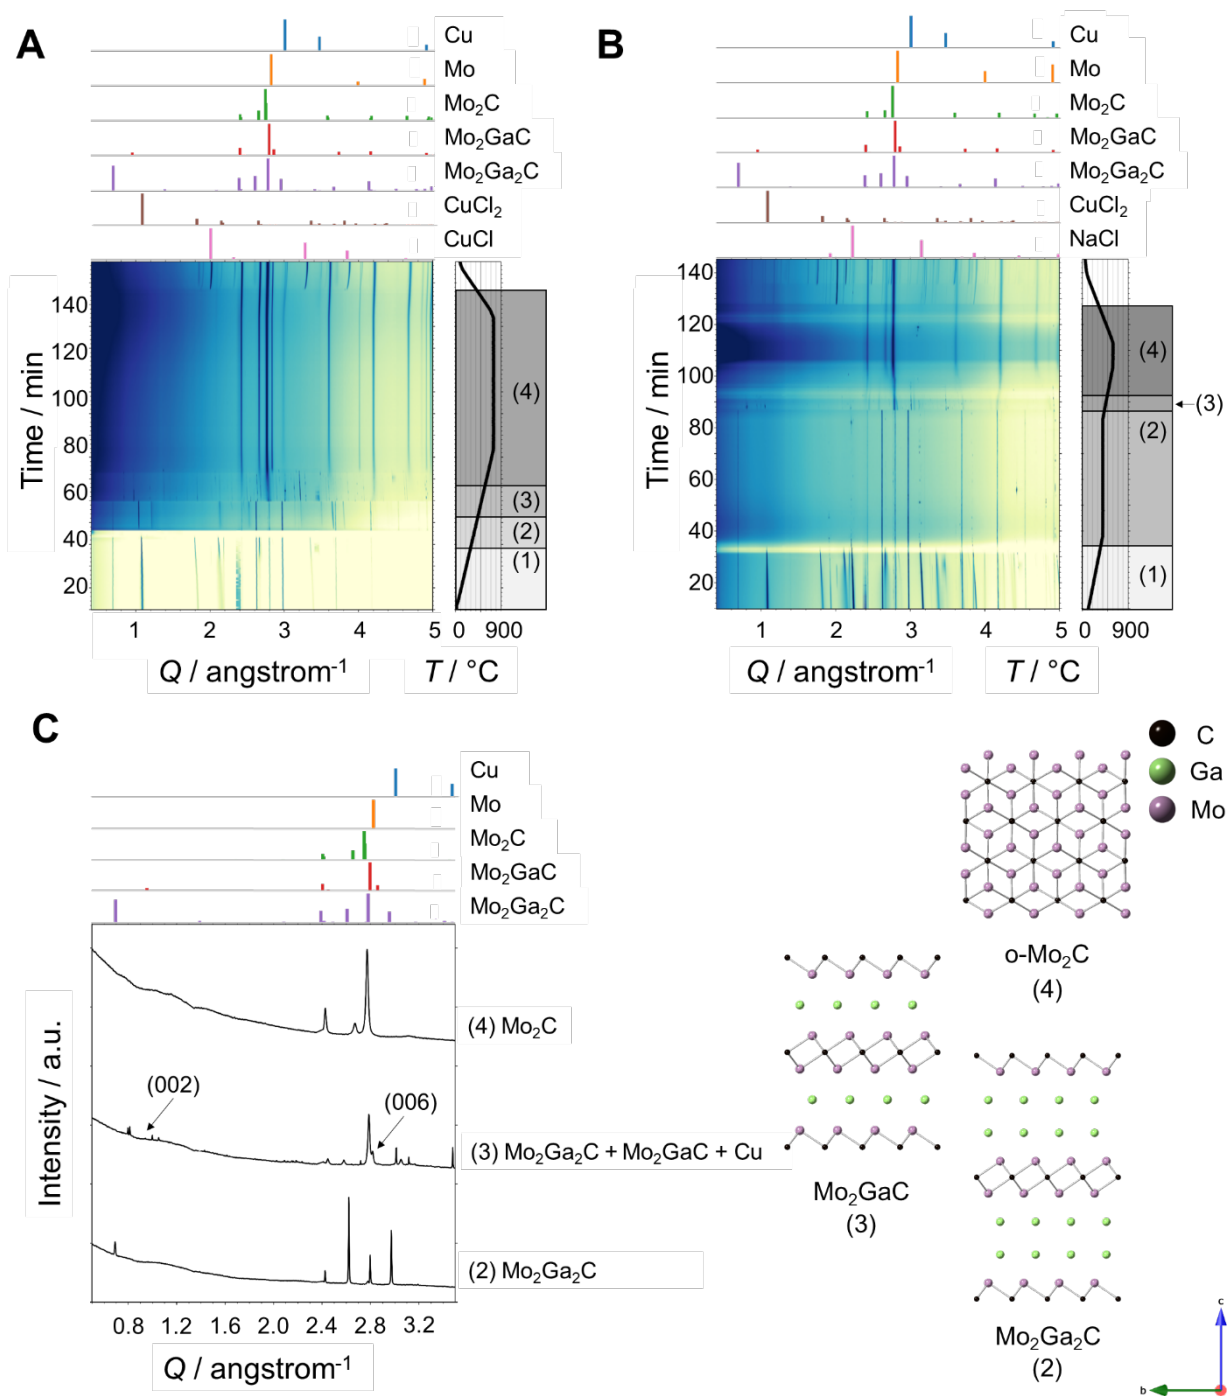 A
Cu
Mo
Mo₂C
Mo₂GaC
Mo₂Ga₂C
CuCl₂
CuCl
Time / min
140
120
100
80
60
40
20
(4)
(3)
(2)
(1)
1 2 3 4 5
0 900
Q / angstrom⁻¹
T / °C
B
Cu
Mo
Mo₂C
Mo₂GaC
Mo₂Ga₂C
CuCl₂
NaCl
Time / min
140
120
100
80
60
40
20
(4)
(3)
(2)
(1)
1 2 3 4 5
0 900
Q / angstrom⁻¹
T / °C
C
Cu
Mo
Mo₂C
Mo₂GaC
Mo₂Ga₂C
Intensity / a.u.
(4) Mo₂C
(002)
(006)
(3) Mo₂Ga₂C + Mo₂GaC + Cu
(2) Mo₂Ga₂C
0.8 1.2 1.6 2.0 2.4 2.8 3.2
Q / angstrom⁻¹
C
Ga
Mo
o-Mo₂C
(4)
Mo₂GaC
(3)
Mo₂Ga₂C
(2)
c
b